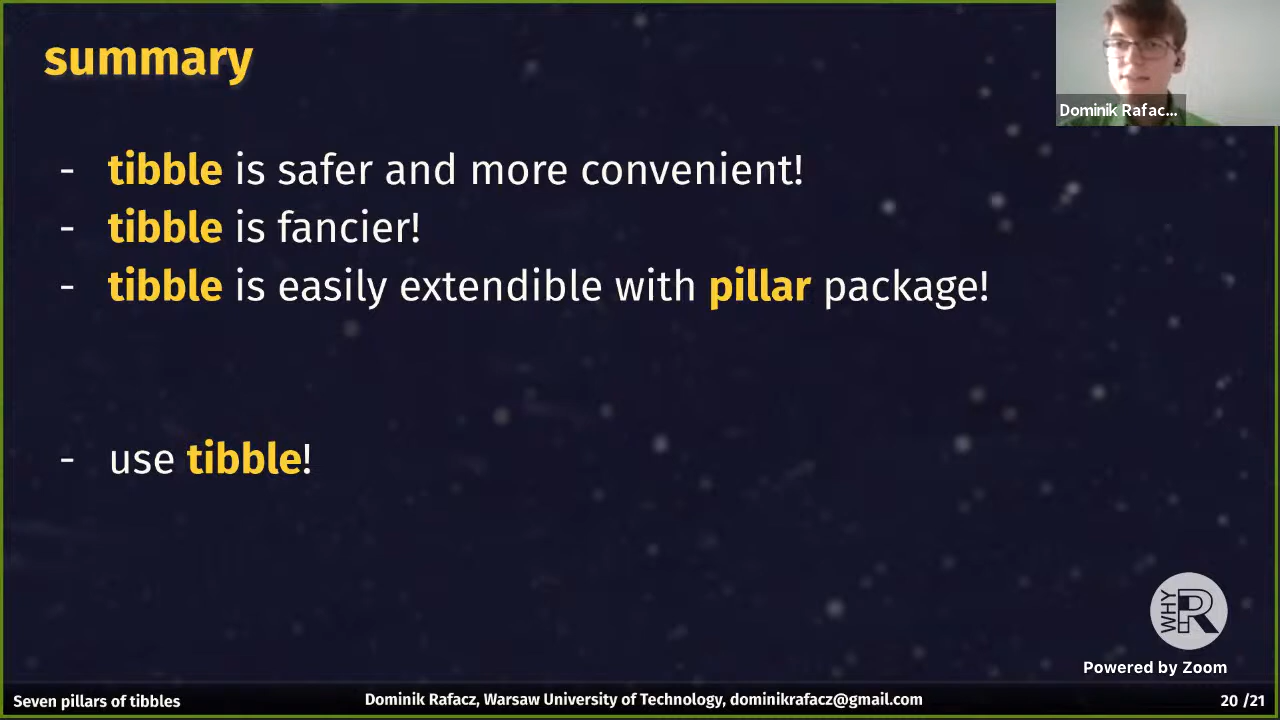 summary
Dominik Rafac...
- tibble is safer and more convenient!
- tibble is fancier!
- tibble is easily extendible with pillar package!
- use tibble!
WHY R
Powered by Zoom
Seven pillars of tibbles
Dominik Rafacz, Warsaw University of Technology, dominikrafacz@gmail.com
20 /21